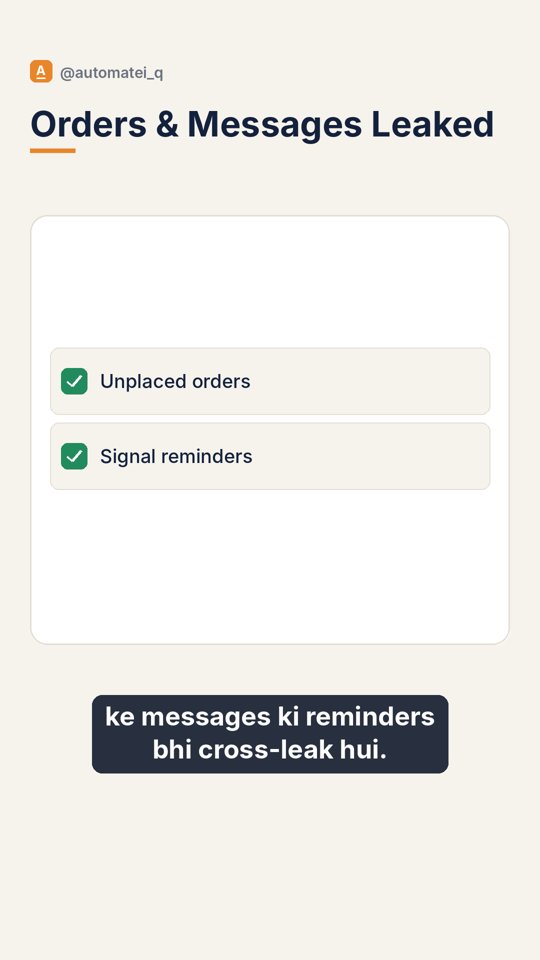 A
@automatei_q
Orders & Messages Leaked
Unplaced orders
Signal reminders
ke messages ki reminders
bhi cross-leak hui.